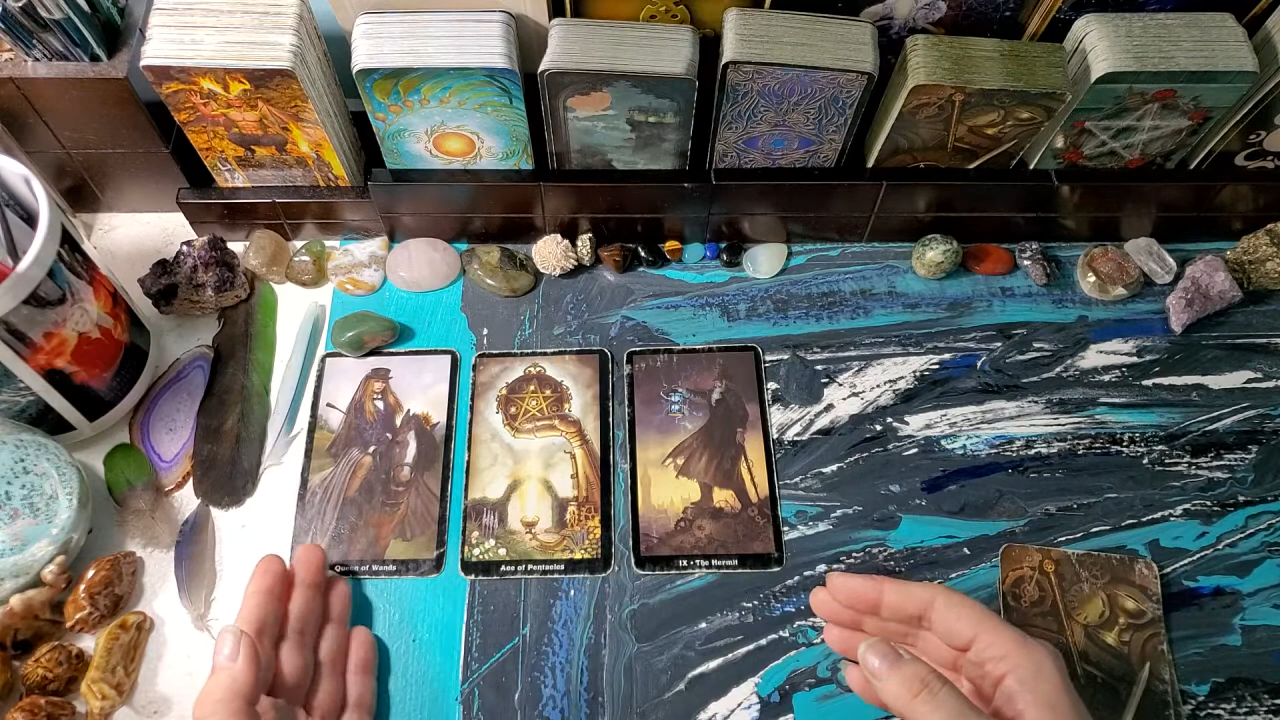 Queen of Wands
Ace of Pentacles
IX • The Hermit